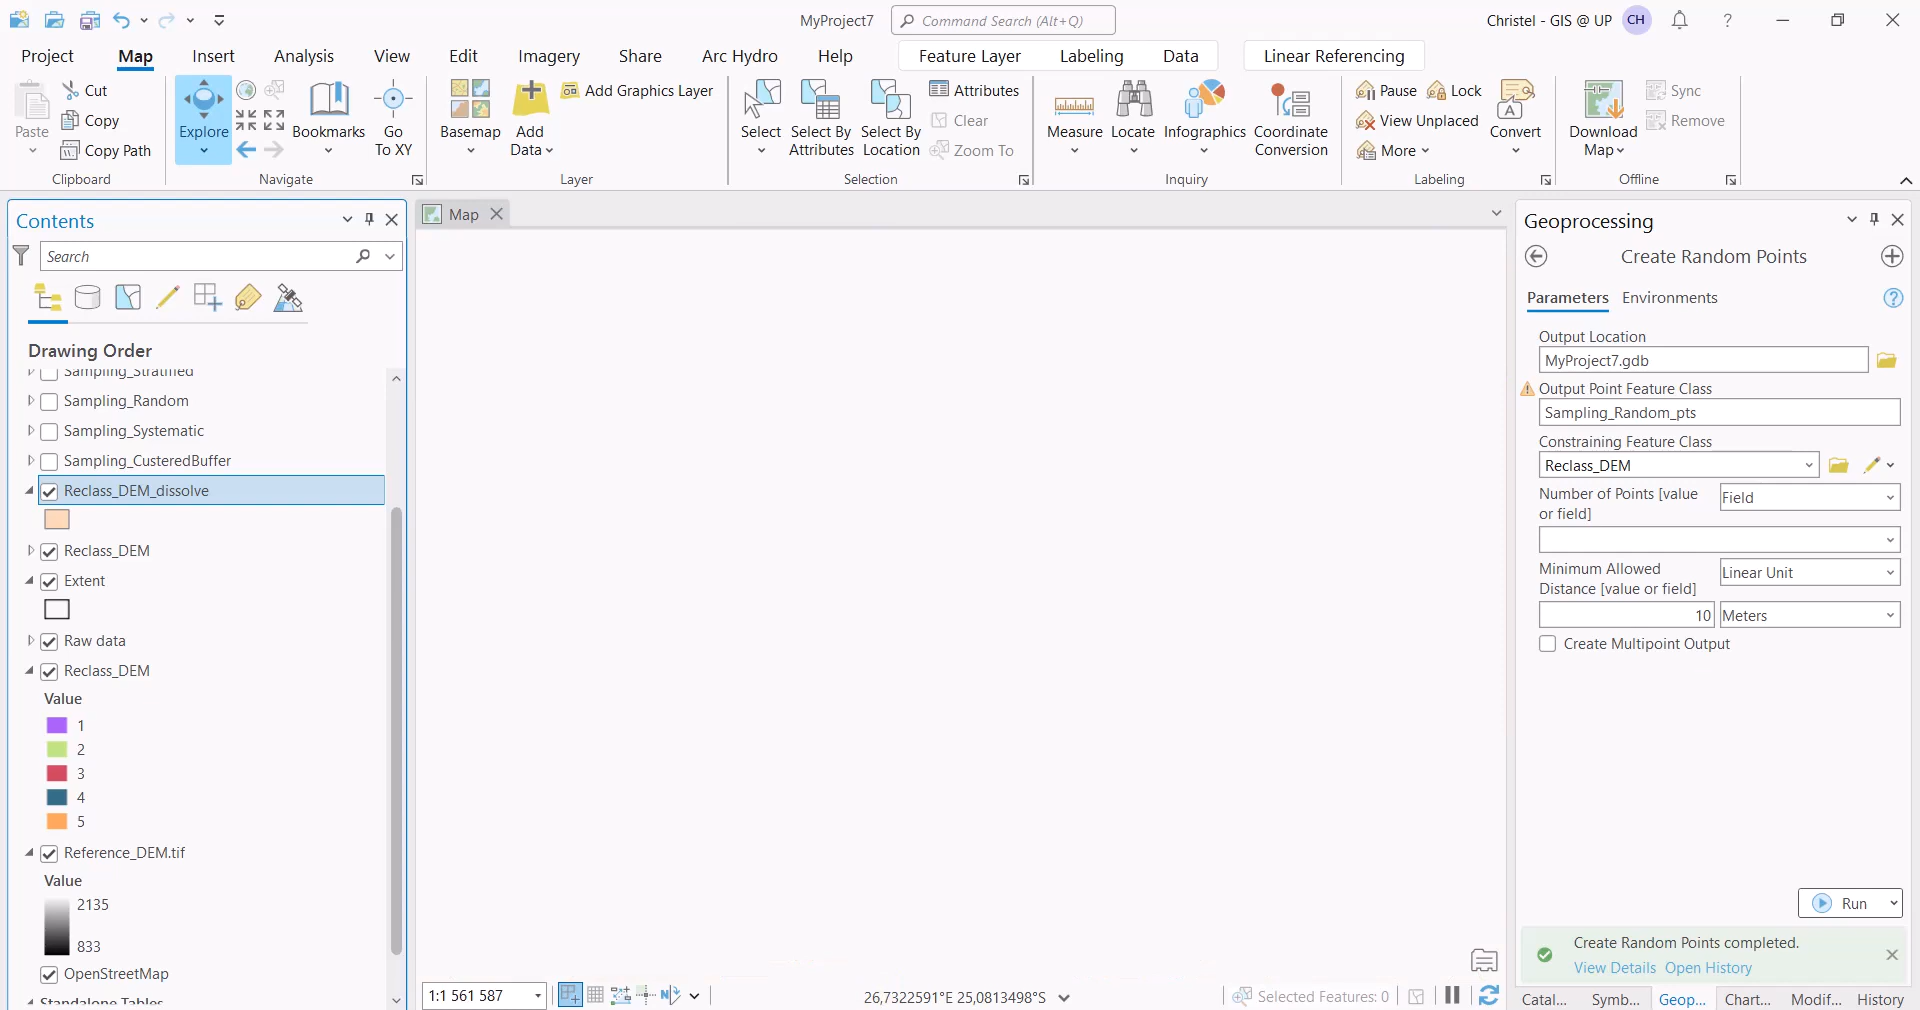 MyProject7
Command Search (Alt+Q)
Christel - GIS @ UP
CH
?
Project
Map
Insert
Analysis
View
Edit
Imagery
Share
Arc Hydro
Help
Feature Layer
Labeling
Data
Linear Referencing
Paste
Cut
Copy
Copy Path
Clipboard
Explore
Bookmarks
Go To XY
Navigate
Basemap
Add Data
Add Graphics Layer
Layer
Select
Select By Attributes
Select By Location
Attributes
Clear
Zoom To
Selection
Measure
Locate
Infographics
Coordinate Conversion
Inquiry
Pause
Lock
View Unplaced
More
Convert
Labeling
Download Map
Sync
Remove
Offline
Contents
Search
Drawing Order
Sampling_Stratified
Sampling_Random
Sampling_Systematic
Sampling_CusteredBuffer
Reclass_DEM_dissolve
Reclass_DEM
Extent
Raw data
Reclass_DEM
Value
1
2
3
4
5
Reference_DEM.tif
Value
2135
833
OpenStreetMap
Standalone Tables
Map
1:1 561 587
26,7322591°E 25,0813498°S
Selected Features: 0
Geoprocessing
Create Random Points
Parameters
Environments
?
Output Location
MyProject7.gdb
Output Point Feature Class
Sampling_Random_pts
Constraining Feature Class
Reclass_DEM
Number of Points [value or field]
Field
Minimum Allowed Distance [value or field]
Linear Unit
10
Meters
Create Multipoint Output
Run
Create Random Points completed.
View Details
Open History
Catal...
Symb...
Geop...
Chart...
Modif...
History